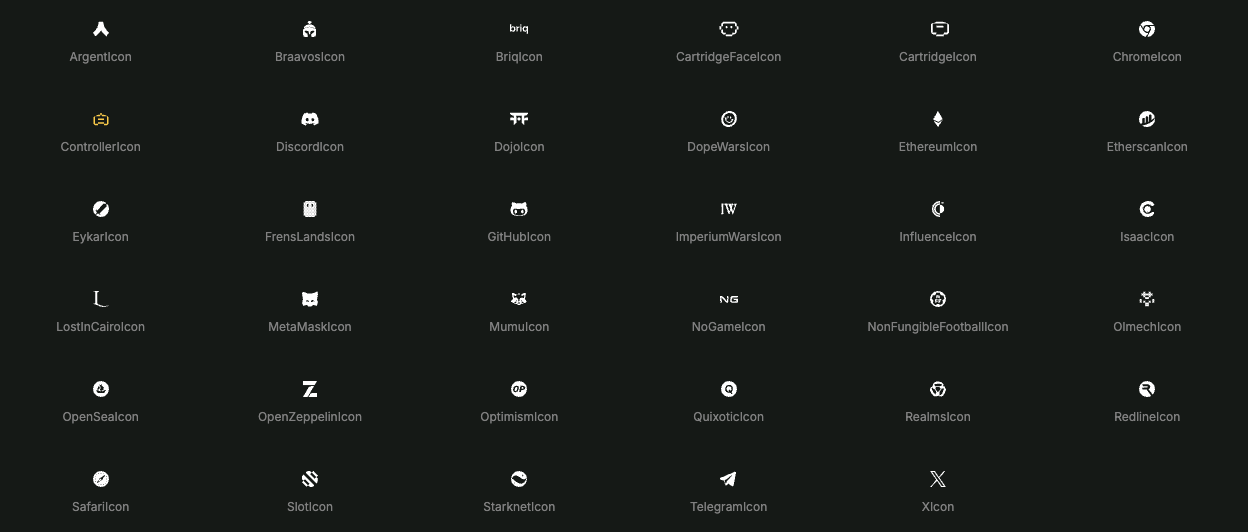 briq
ArgentIcon BraavosIcon BriqIcon CartridgeFaceIcon CartridgeIcon ChromeIcon
ControllerIcon DiscordIcon DojoIcon DopeWarsIcon EthereumIcon EtherscanIcon
IW
EykarIcon FrensLandsIcon GitHubIcon ImperiumWarsIcon InfluenceIcon IsaacIcon
L NG
LostInCairoIcon MetaMaskIcon MumuIcon NoGameIcon NonFungibleFootballIcon OlmechIcon
OP Q R
OpenSeaIcon OpenZeppelinIcon OptimismIcon QuixoticIcon RealmsIcon RedlineIcon
X
SafariIcon SlotIcon StarknetIcon TelegramIcon XIcon